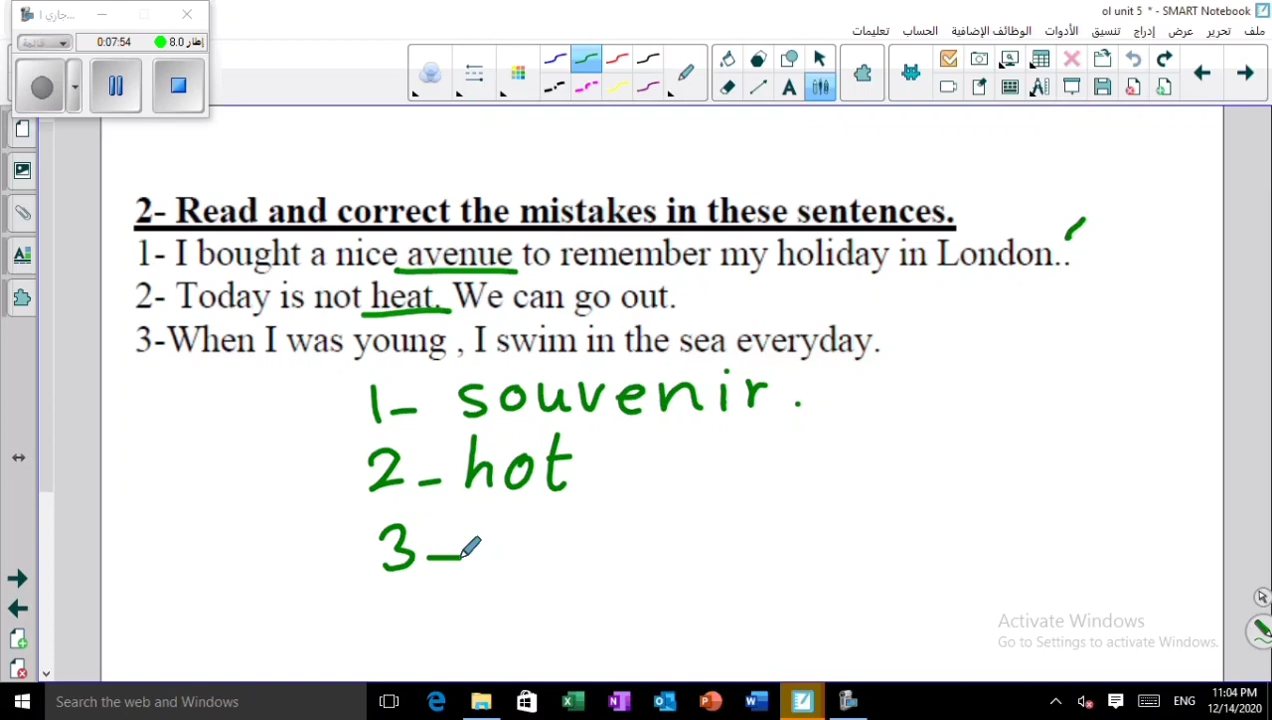 جاري ا...
ol unit 5 * - SMART Notebook
ملف تحرير عرض إدراج تنسيق الأدوات الوظائف الإضافية الحساب تعليمات
قائمة 0:07:54 8.0 إطار
2- Read and correct the mistakes in these sentences.
1- I bought a nice avenue to remember my holiday in London..
2- Today is not heat. We can go out.
3-When I was young , I swim in the sea everyday.
1- souvenir .
2- hot
3-
Activate Windows
Go to Settings to activate Windows.
Search the web and Windows
ENG
11:04 PM
12/14/2020